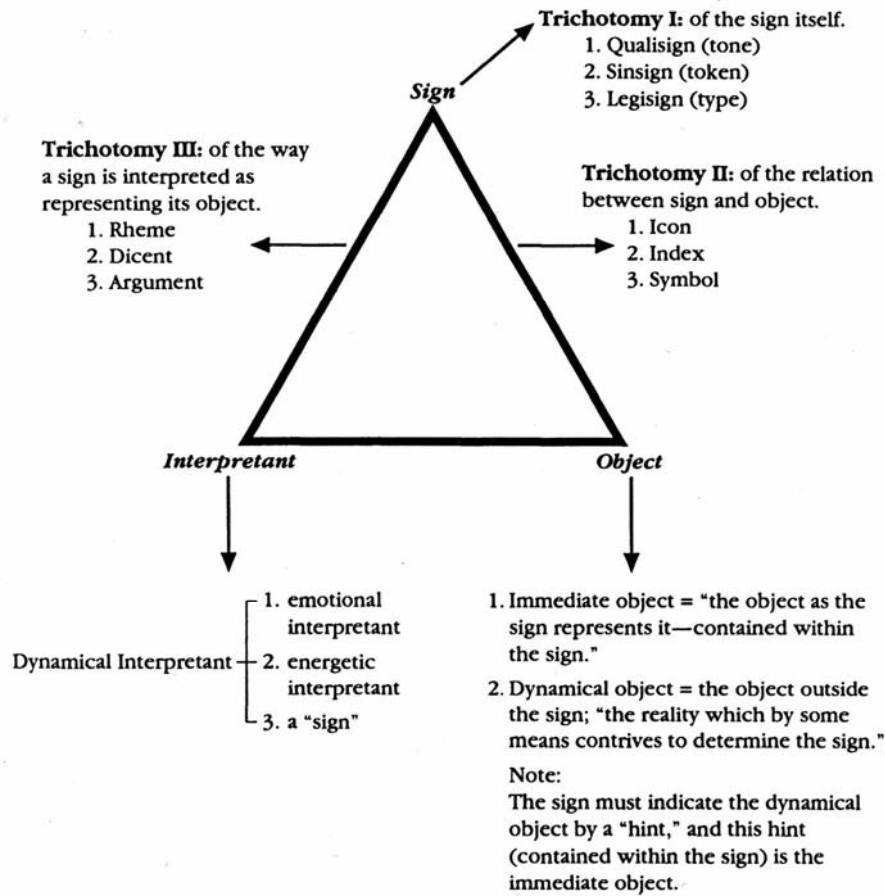 Trichotomy I: of the sign itself.
1. Qualisign (tone)
2. Sinsign (token)
3. Legisign (type)
Sign
Trichotomy III: of the way
a sign is interpreted as
representing its object.
1. Rheme
2. Dicent
3. Argument
Trichotomy II: of the relation
between sign and object.
1. Icon
2. Index
3. Symbol
Interpretant
Object
Dynamical Interpretant
1. emotional
interpretant
2. energetic
interpretant
3. a “sign”
1. Immediate object = “the object as the
sign represents it—contained within
the sign.”
2. Dynamical object = the object outside
the sign; “the reality which by some
means contrives to determine the sign.”
Note:
The sign must indicate the dynamical
object by a “hint,” and this hint
(contained within the sign) is the
immediate object.